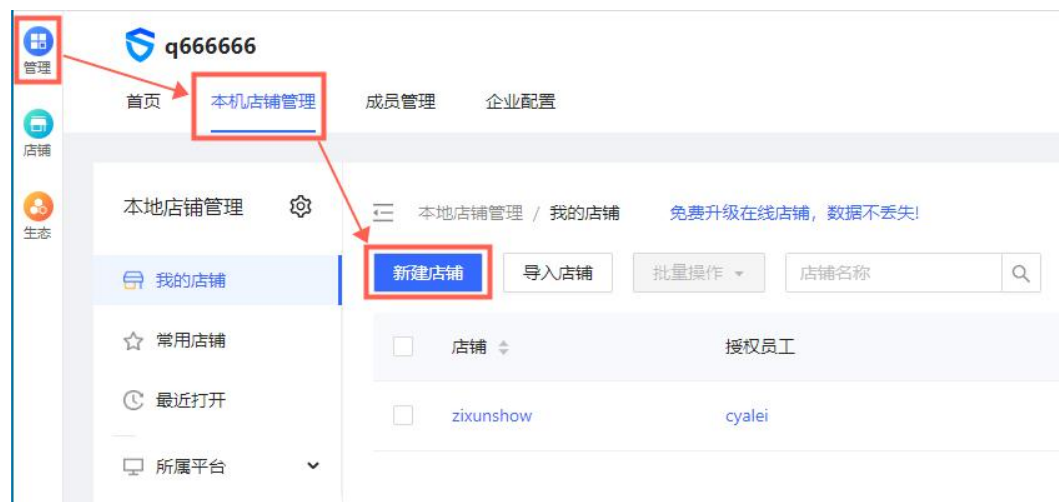 管理
店铺
生态
q666666
首页 本机店铺管理 成员管理 企业配置
本地店铺管理
我的店铺
常用店铺
最近打开
所属平台
本地店铺管理 / 我的店铺 免费升级在线店铺，数据不丢失!
新建店铺 导入店铺 批量操作 店铺名称
店铺 授权员工
zixunshow cyalei